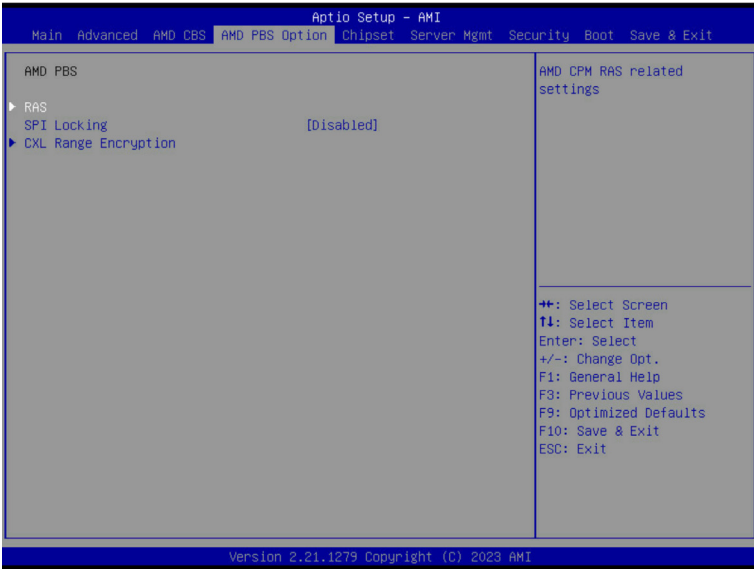 Aptio Setup - AMI
Main Advanced AMD CBS AMD PBS Option Chipset Server Mgmt Security Boot Save & Exit
AMD PBS
RAS
SPI Locking [Disabled]
CXL Range Encryption
AMD CPM RAS related
settings
→←: Select Screen
↑↓: Select Item
Enter: Select
+/-: Change Opt.
F1: General Help
F3: Previous Values
F9: Optimized Defaults
F10: Save & Exit
ESC: Exit
Version 2.21.1279 Copyright (C) 2023 AMI